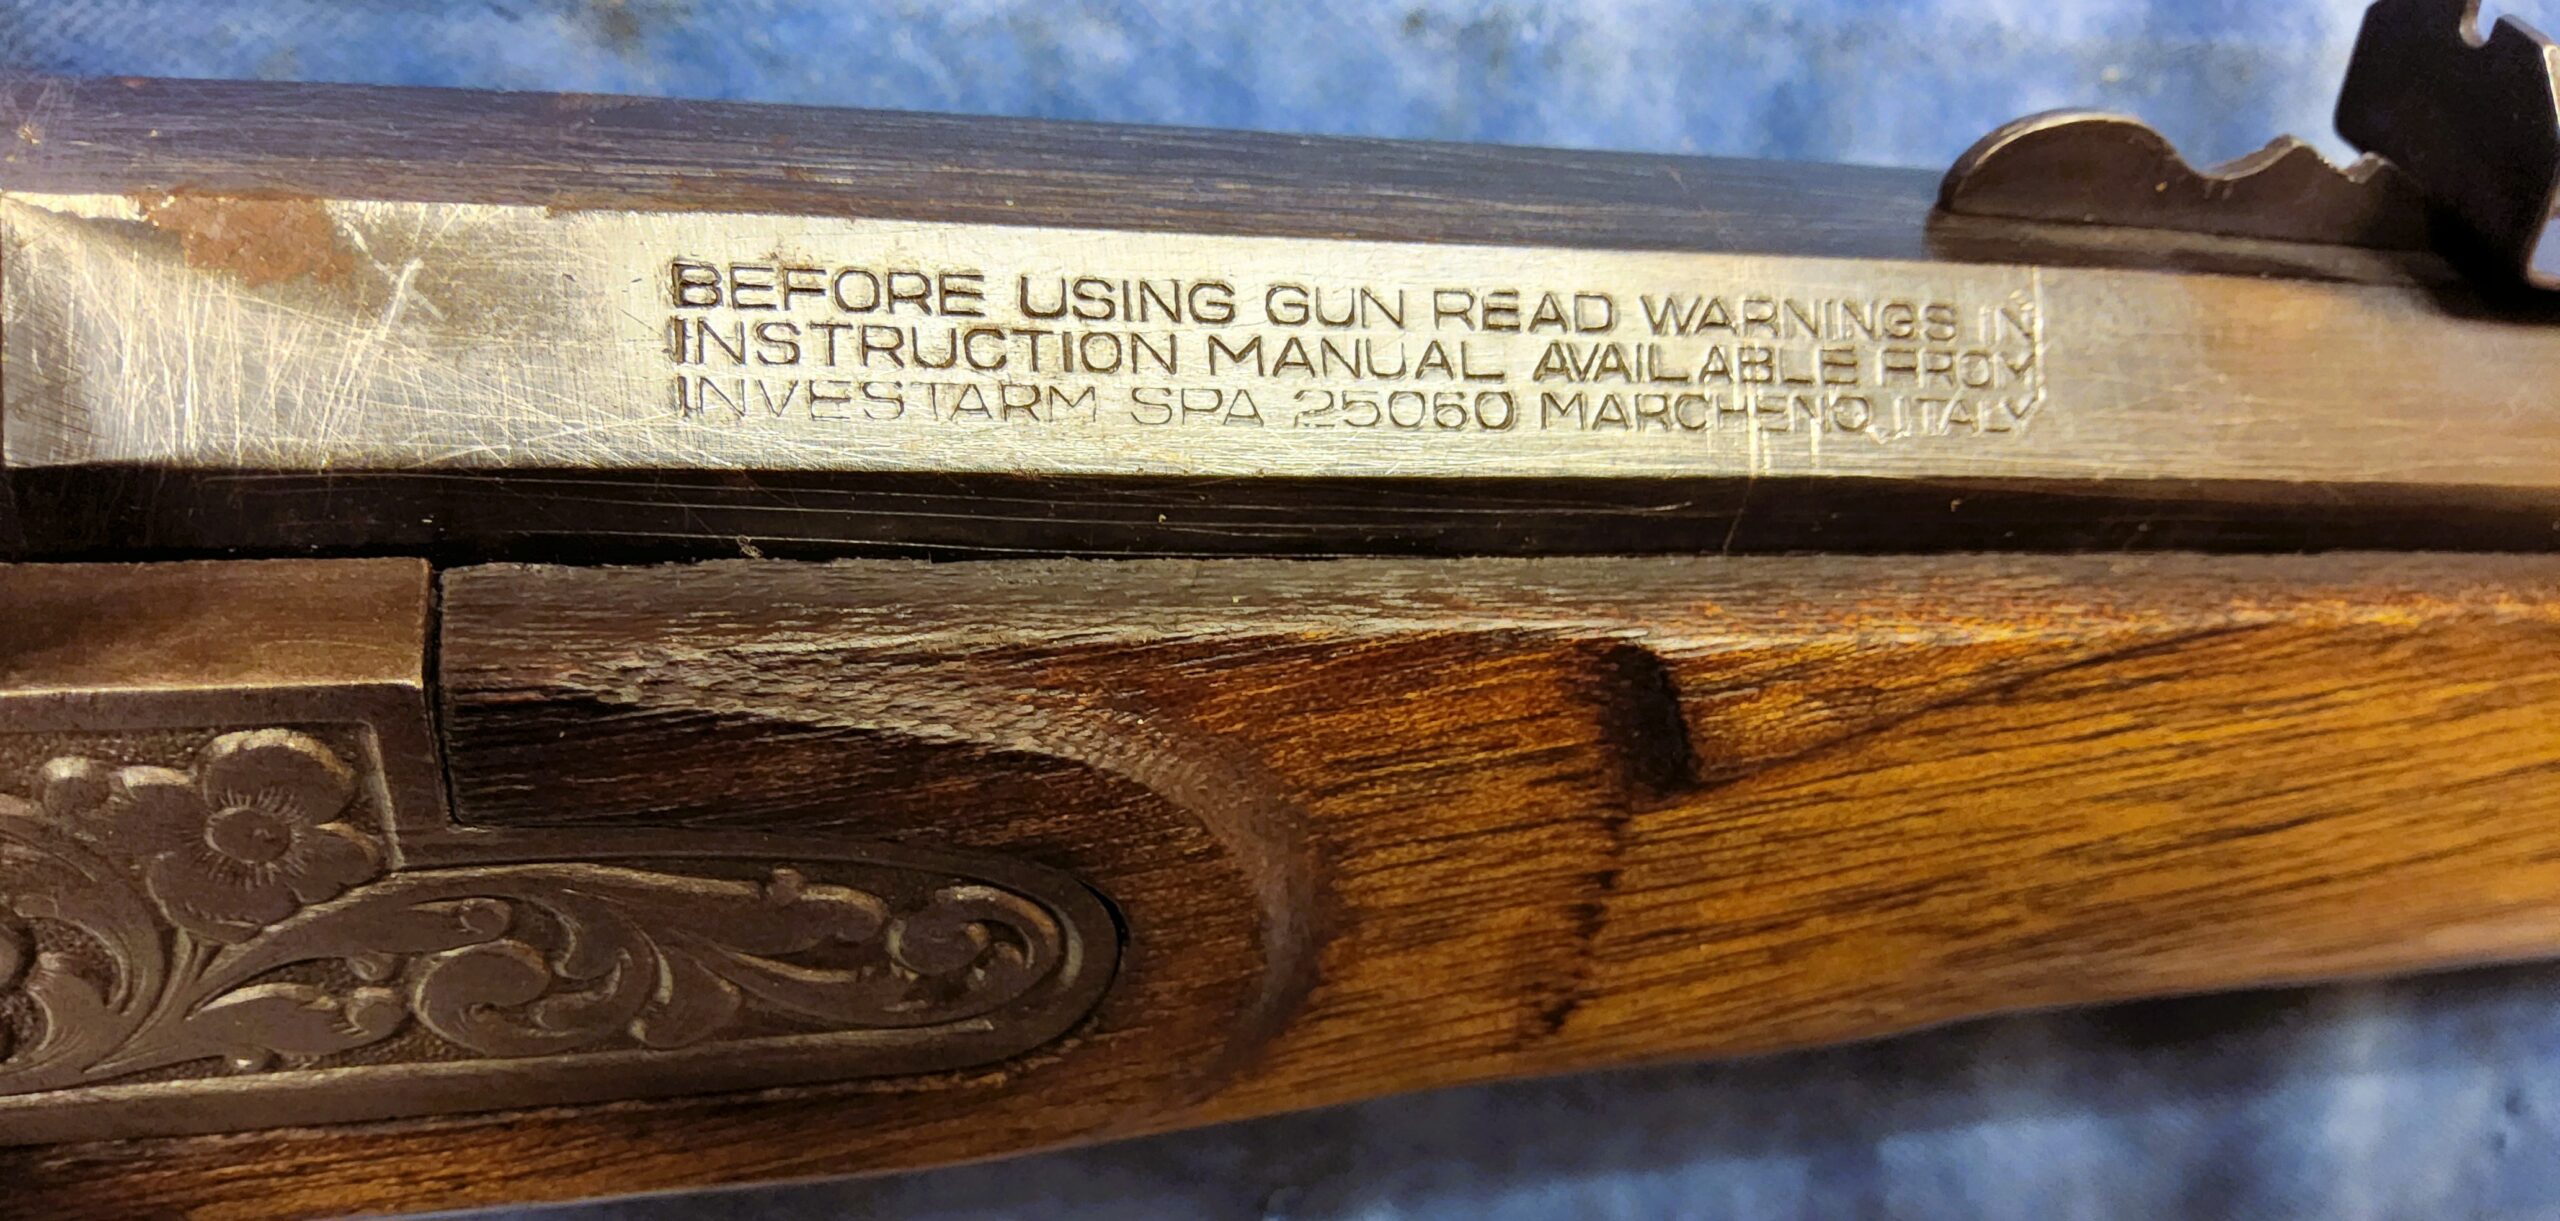 BEFORE USING GUN READ WARNINGS IN
INSTRUCTION MANUAL AVAILABLE FROM
INVESTARM SPA 25060 MARCHENO, ITALY